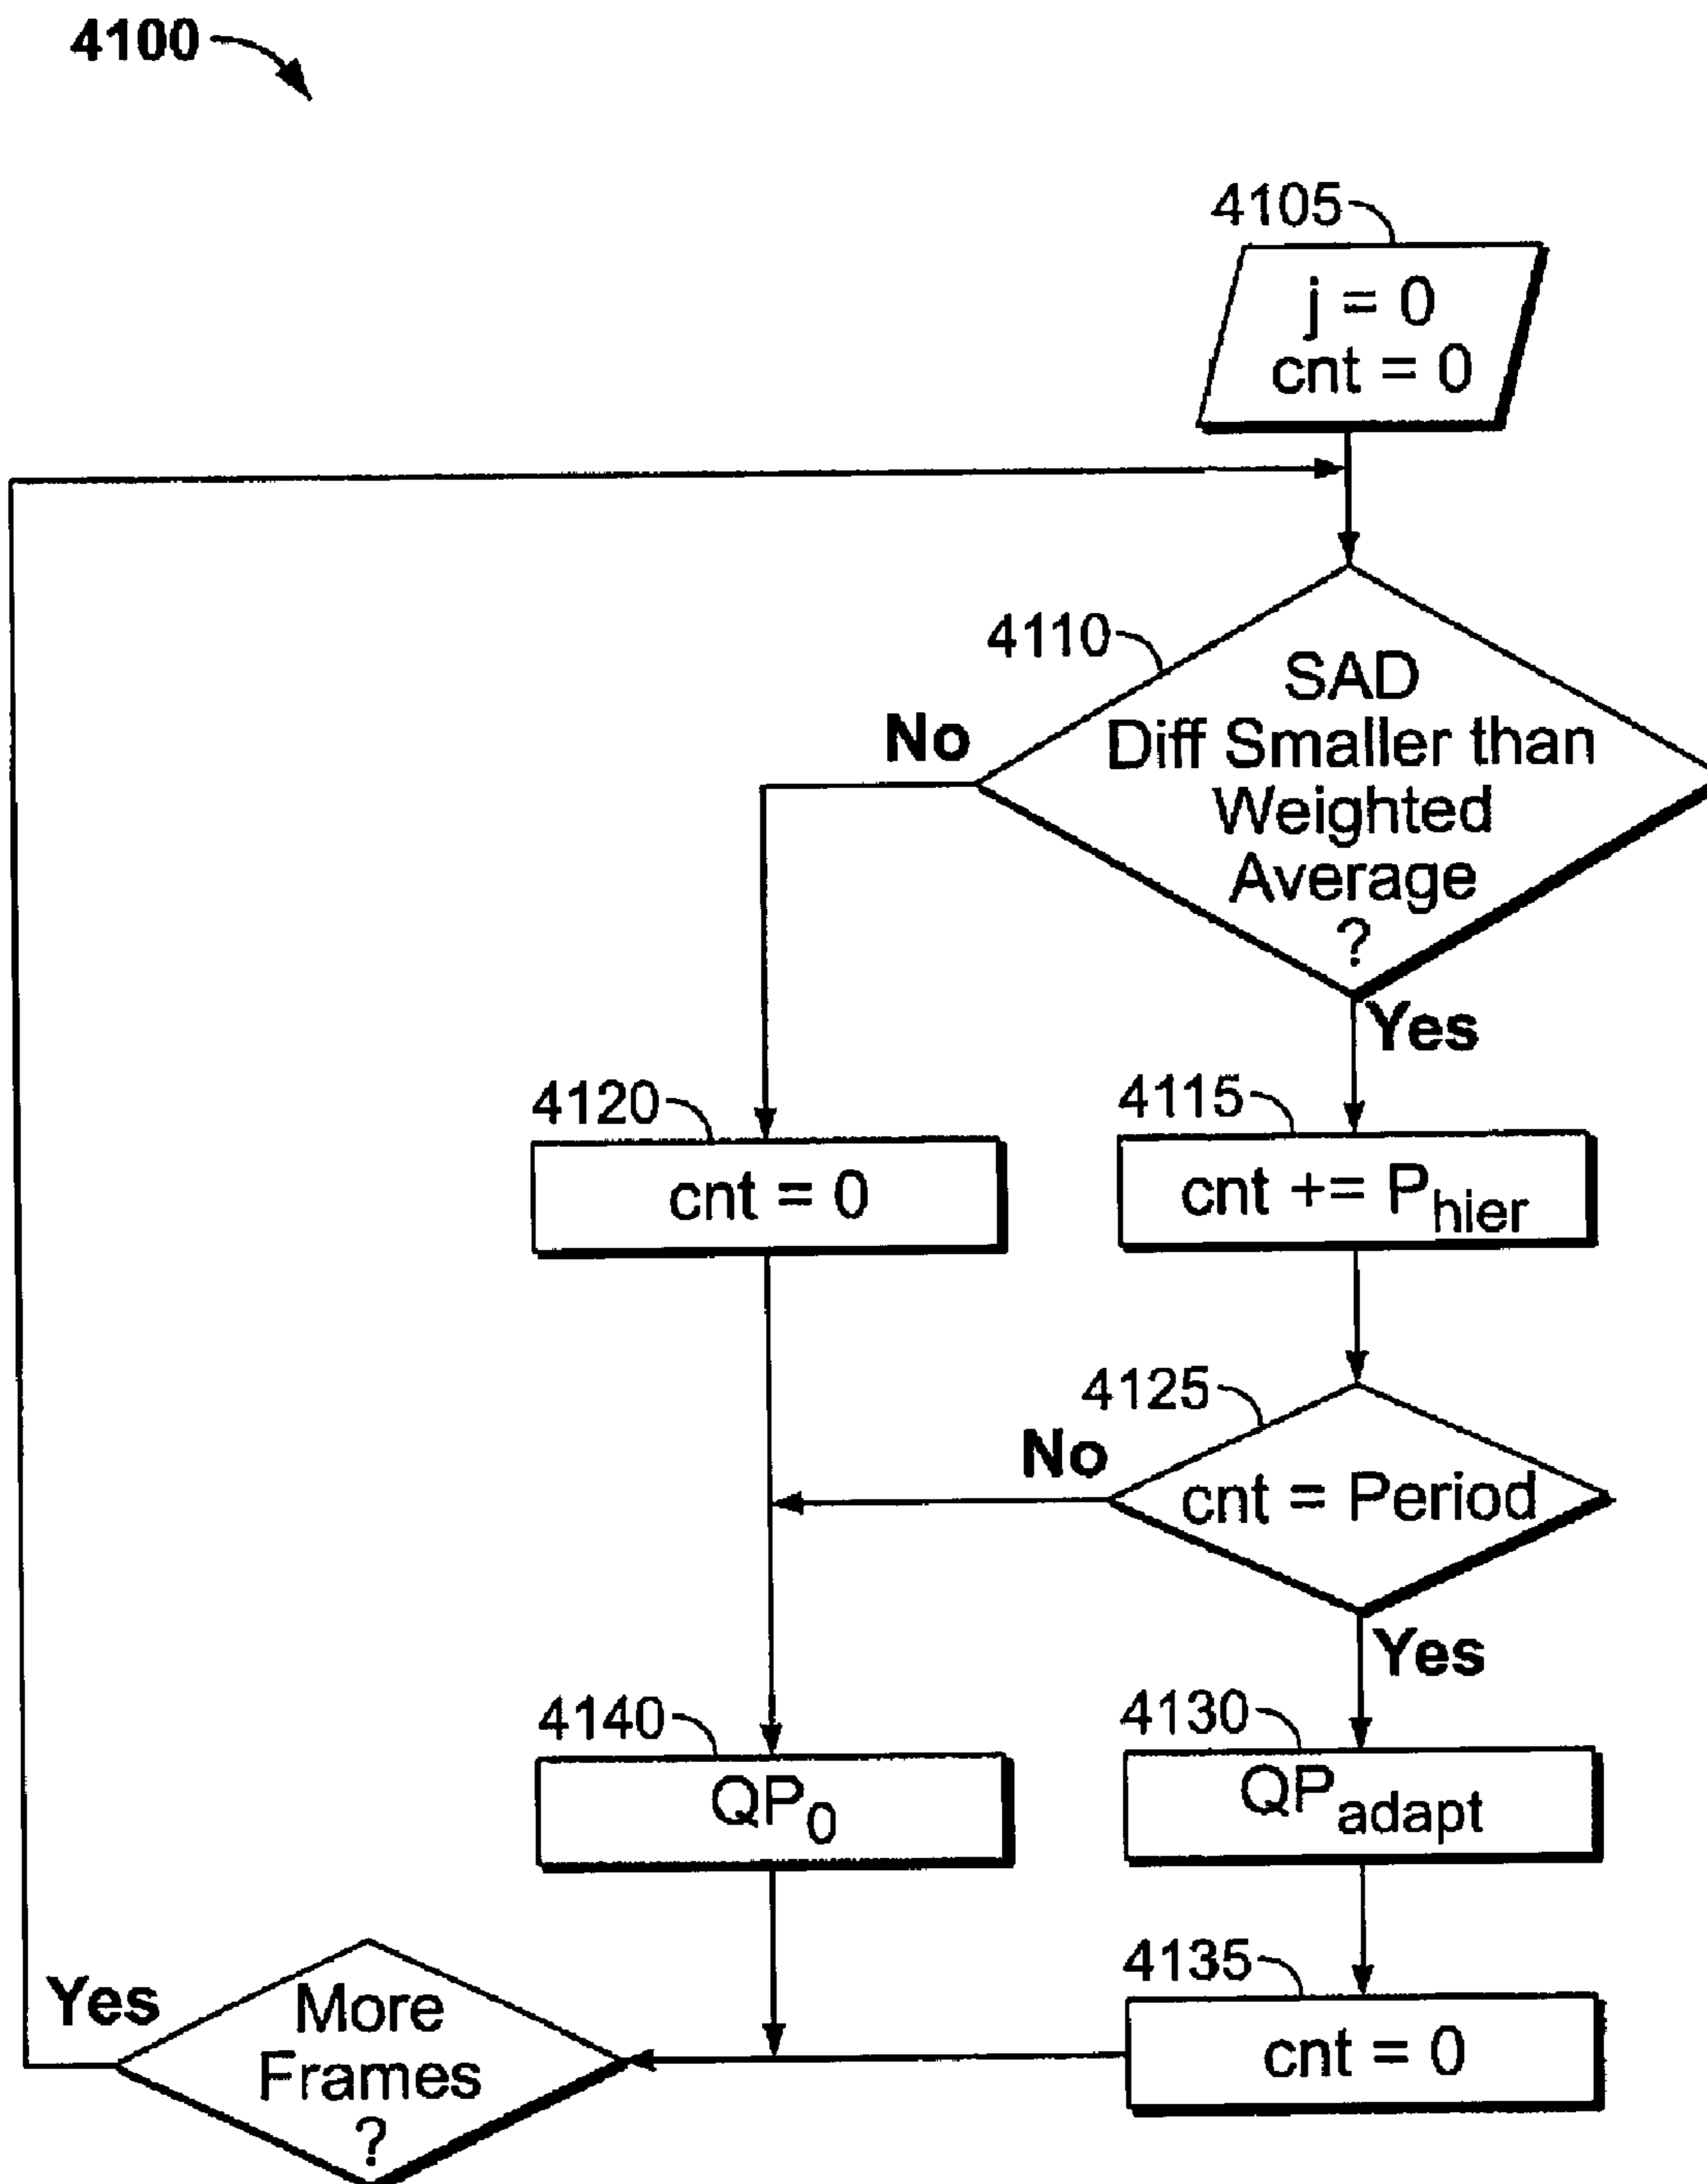 4100
4105
j = 0
cnt = 0
4110
SAD
Diff Smaller than
Weighted
Average
?
No
Yes
4120
cnt = 0
4115
cnt += Phier
4125
No
cnt = Period
Yes
4140
QP0
4130
QPadapt
4135
cnt = 0
Yes
More
Frames
?